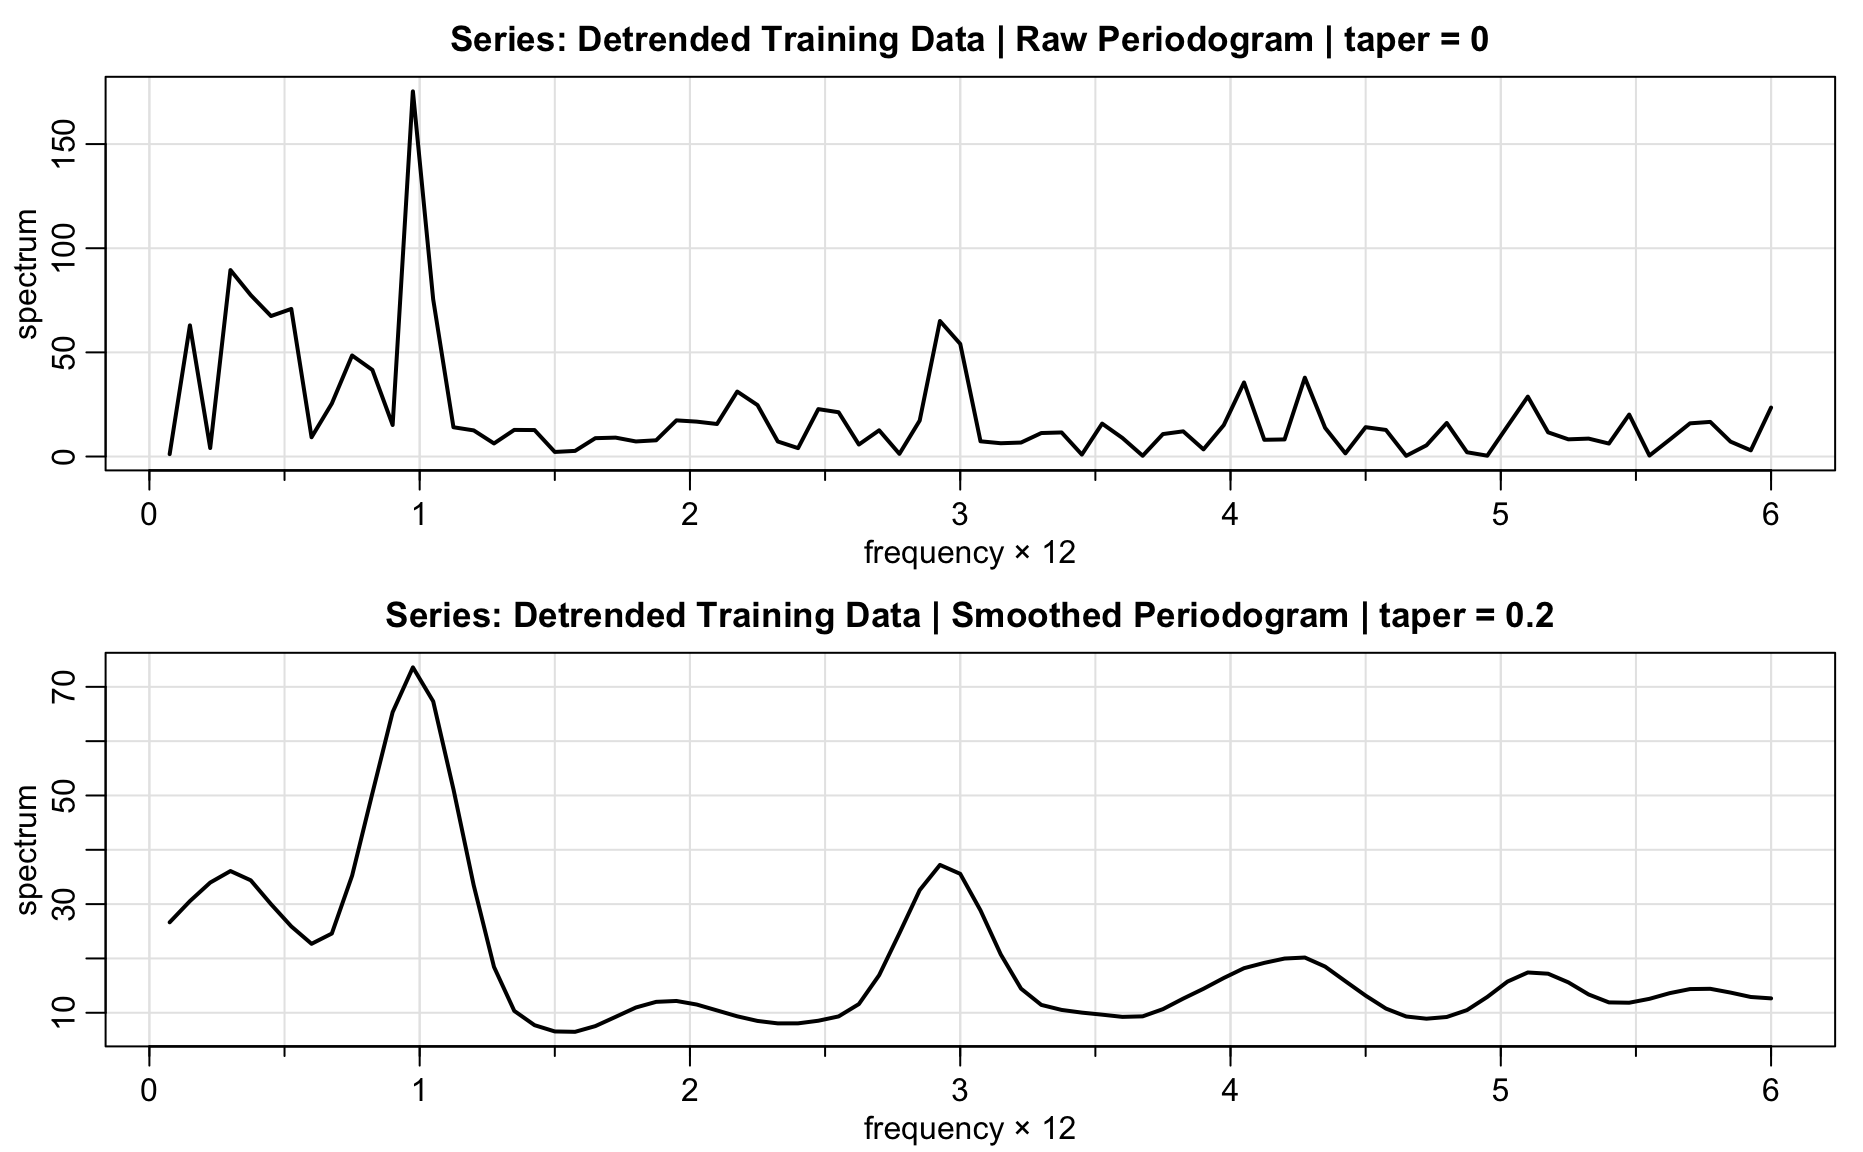 Series: Detrended Training Data | Raw Periodogram | taper = 0
spectrum
150
100
50
0
0 1 2 3 4 5 6
frequency × 12
Series: Detrended Training Data | Smoothed Periodogram | taper = 0.2
spectrum
70
50
30
10
0 1 2 3 4 5 6
frequency × 12